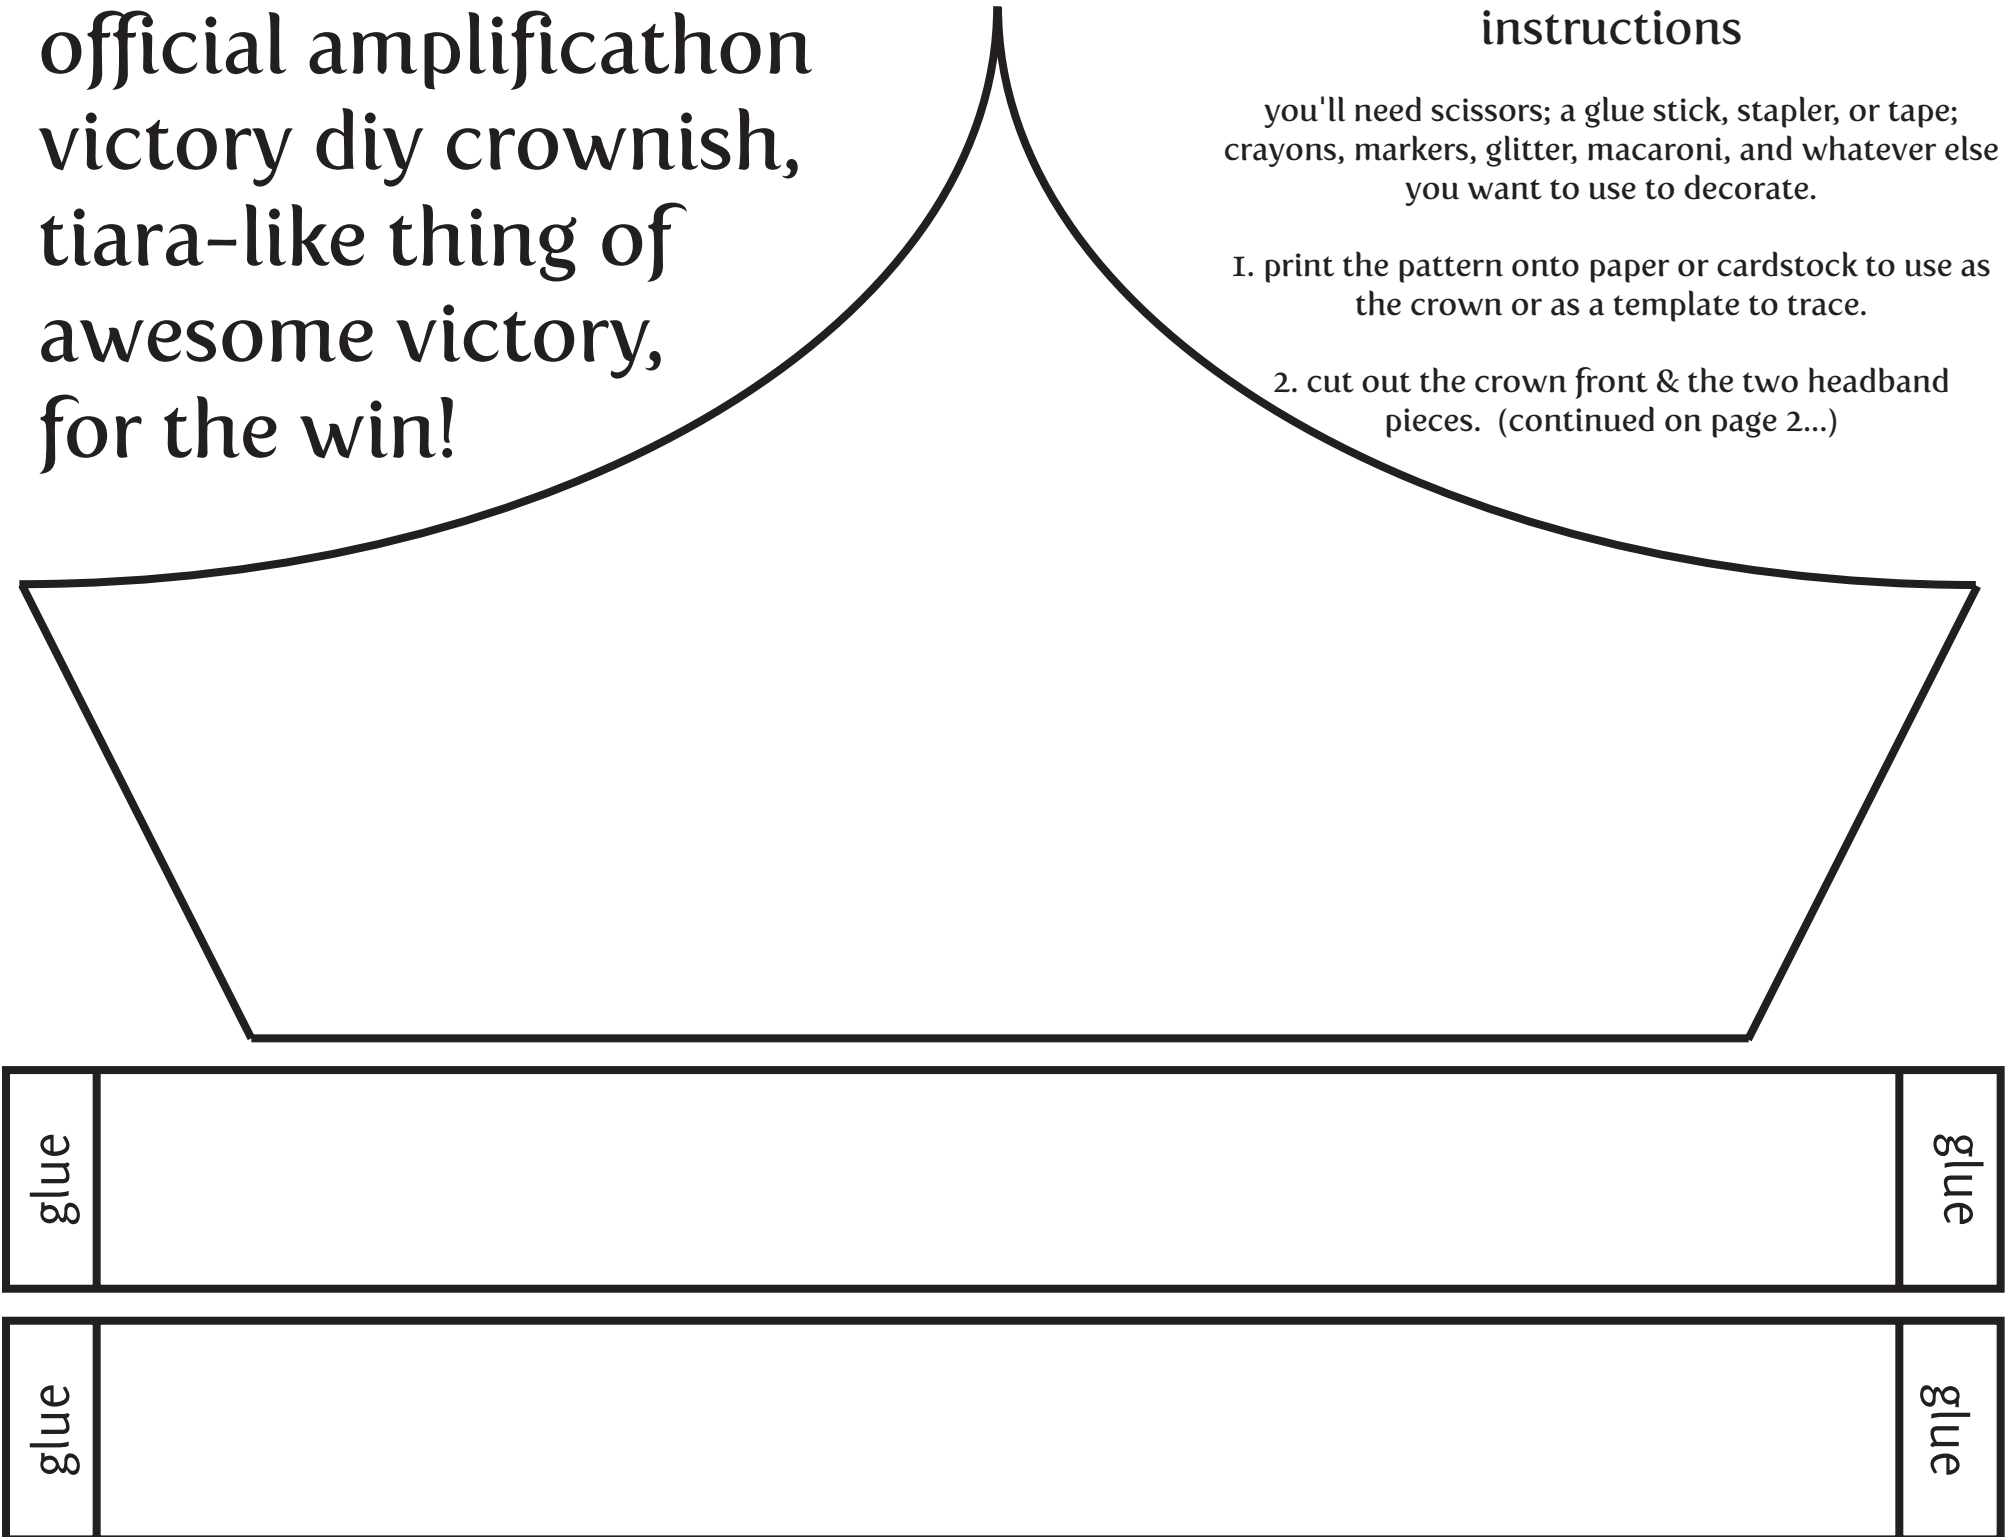 official amplificathon
victory diy crownish,
tiara-like thing of
awesome victory,
for the win!
instructions
you'll need scissors; a glue stick, stapler, or tape;
crayons, markers, glitter, macaroni, and whatever else
you want to use to decorate.
1. print the pattern onto paper or cardstock to use as
the crown or as a template to trace.
2. cut out the crown front & the two headband
pieces.  (continued on page 2...)
glue
glue
glue
glue